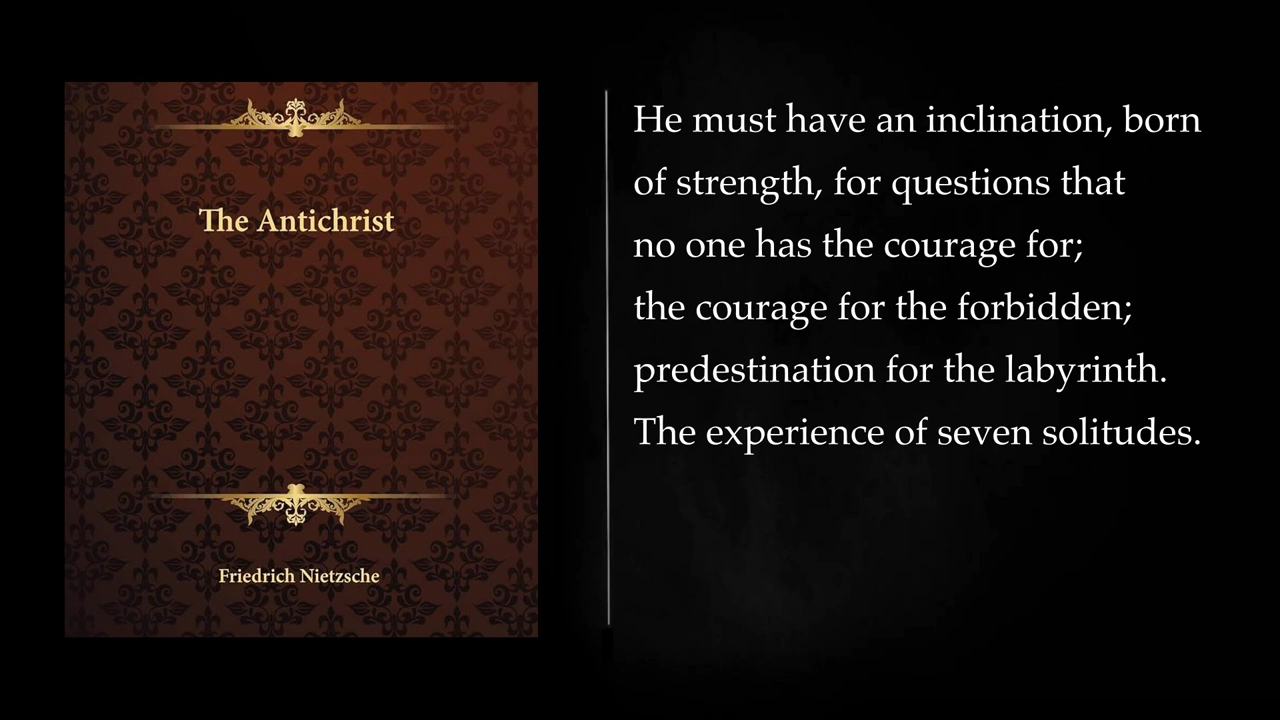 The Antichrist
Friedrich Nietzsche
He must have an inclination, born
of strength, for questions that
no one has the courage for;
the courage for the forbidden;
predestination for the labyrinth.
The experience of seven solitudes.